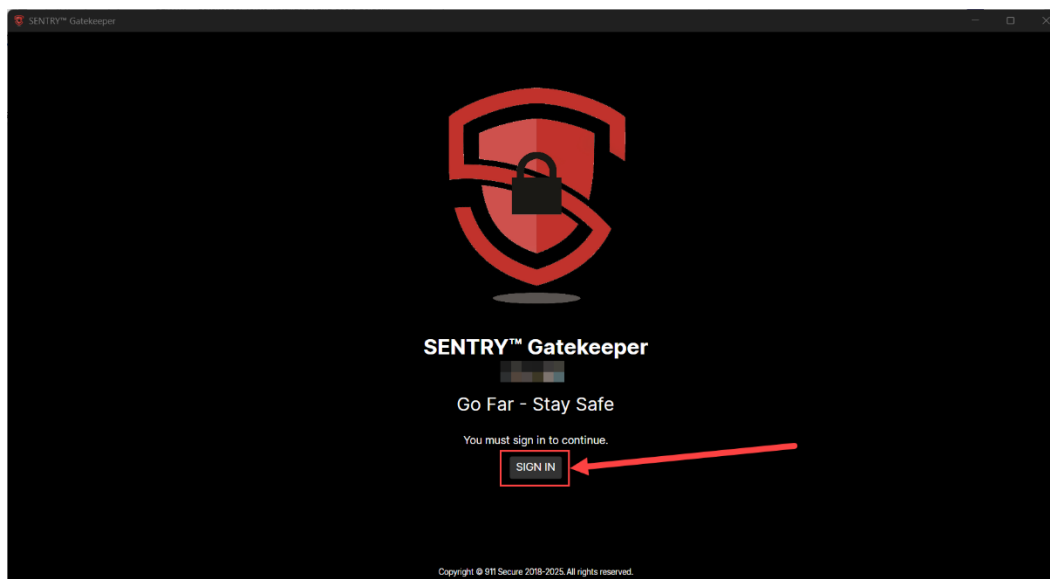 SENTRY™ Gatekeeper
SENTRY™ Gatekeeper
Go Far - Stay Safe
You must sign in to continue.
SIGN IN
Copyright © 911 Secure 2018-2025. All rights reserved.